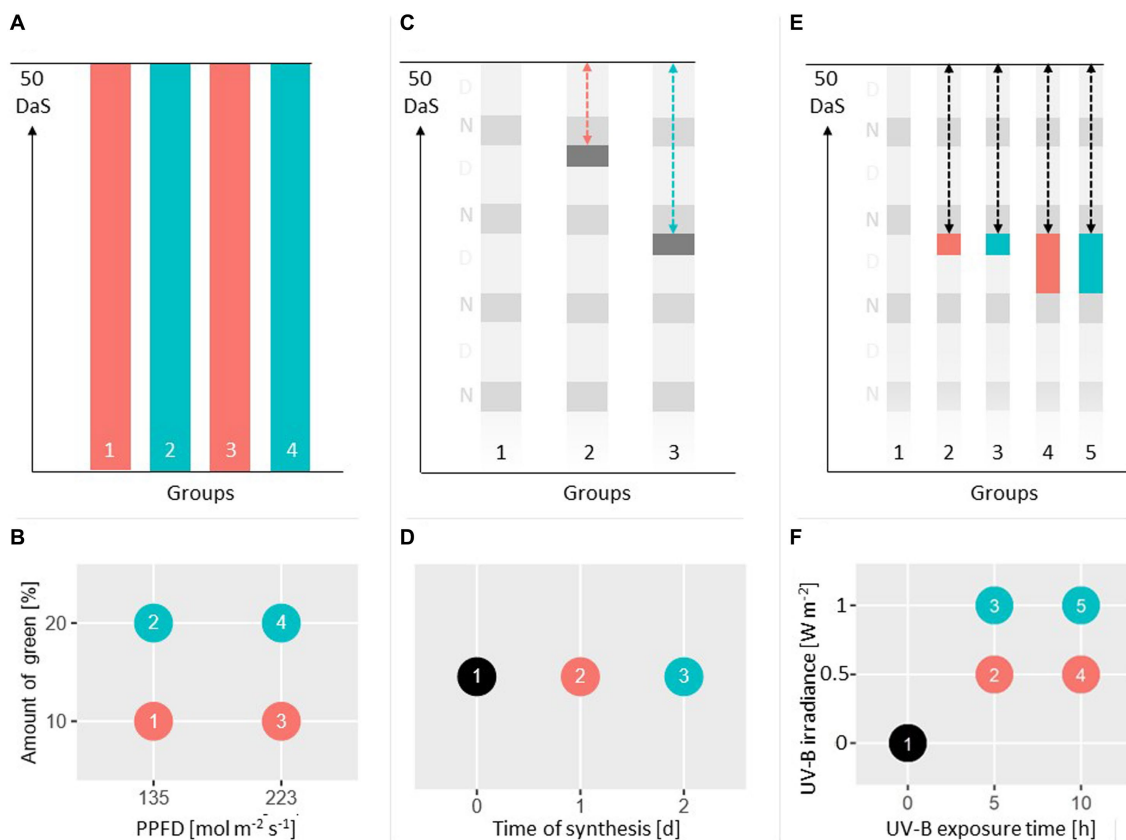 A
50
DaS
1 2 3 4
Groups
B
Amount of green [%]
20
10
2 4
1 3
135 223
PPFD [mol m-2 s-1]
C
50
DaS
D
N
D
N
D
N
D
N
1 2 3
Groups
D
1 2 3
0 1 2
Time of synthesis [d]
E
50
DaS
D
N
D
N
D
N
D
N
1 2 3 4 5
Groups
F
UV-B irradiance [W m-2]
1
0.5
0
3 5
2 4
1
0 5 10
UV-B exposure time [h]